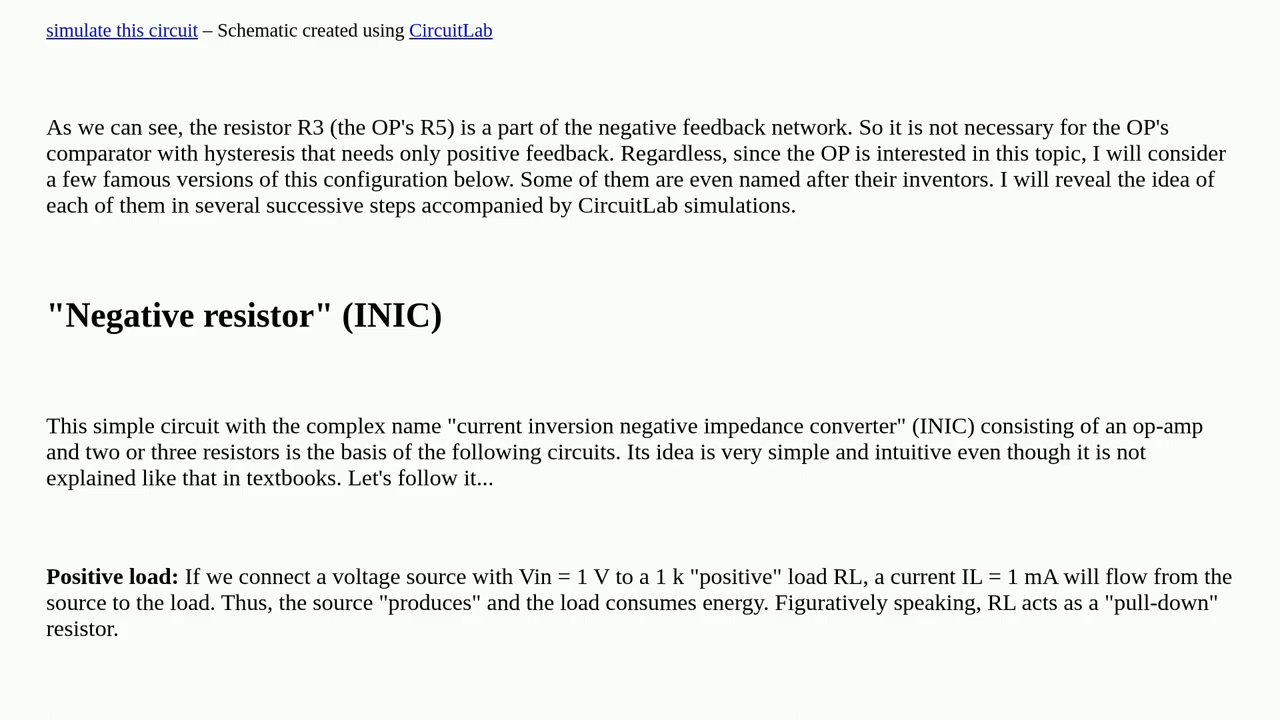 simulate this circuit – Schematic created using CircuitLab
As we can see, the resistor R3 (the OP's R5) is a part of the negative feedback network. So it is not necessary for the OP's
comparator with hysteresis that needs only positive feedback. Regardless, since the OP is interested in this topic, I will consider
a few famous versions of this configuration below. Some of them are even named after their inventors. I will reveal the idea of
each of them in several successive steps accompanied by CircuitLab simulations.
"Negative resistor" (INIC)
This simple circuit with the complex name "current inversion negative impedance converter" (INIC) consisting of an op-amp
and two or three resistors is the basis of the following circuits. Its idea is very simple and intuitive even though it is not
explained like that in textbooks. Let's follow it...
Positive load: If we connect a voltage source with Vin = 1 V to a 1 k "positive" load RL, a current IL = 1 mA will flow from the
source to the load. Thus, the source "produces" and the load consumes energy. Figuratively speaking, RL acts as a "pull-down"
resistor.